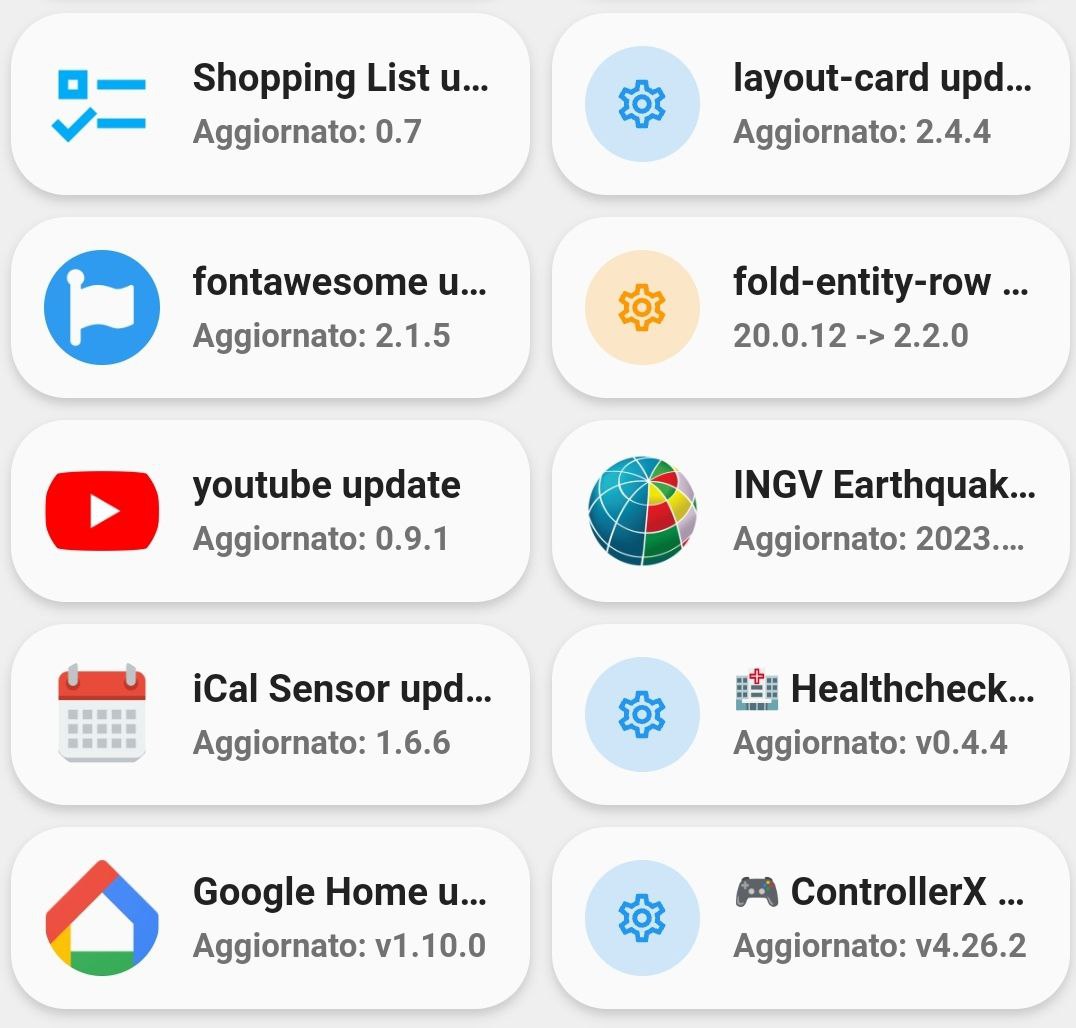 Shopping List u...
Aggiornato: 0.7
layout-card upd...
Aggiornato: 2.4.4
fontawesome u...
Aggiornato: 2.1.5
fold-entity-row ...
20.0.12 -> 2.2.0
youtube update
Aggiornato: 0.9.1
INGV Earthquak...
Aggiornato: 2023....
iCal Sensor upd...
Aggiornato: 1.6.6
🏥 Healthcheck...
Aggiornato: v0.4.4
Google Home u...
Aggiornato: v1.10.0
🎮 ControllerX ...
Aggiornato: v4.26.2